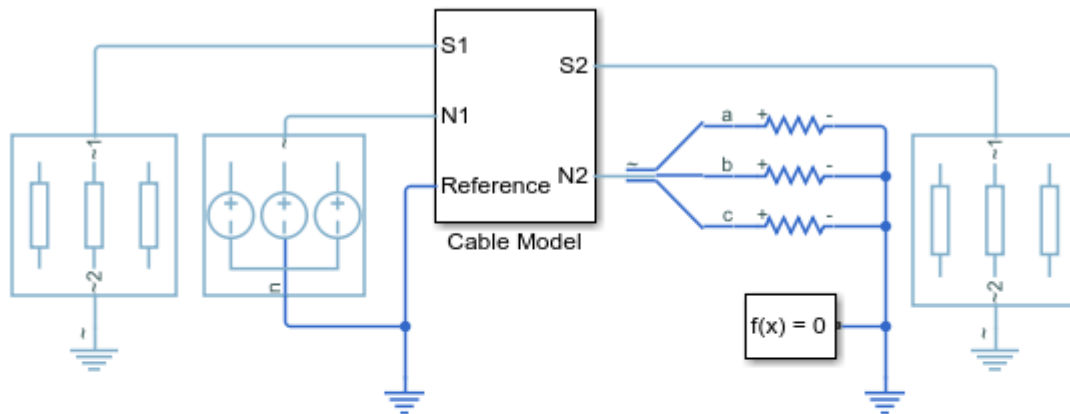 S1
S2
N1
N2
Reference
Cable Model
~1
~2
~
~
n
~
a
+
-
b
+
-
c
+
-
f(x) = 0
~1
~2
~